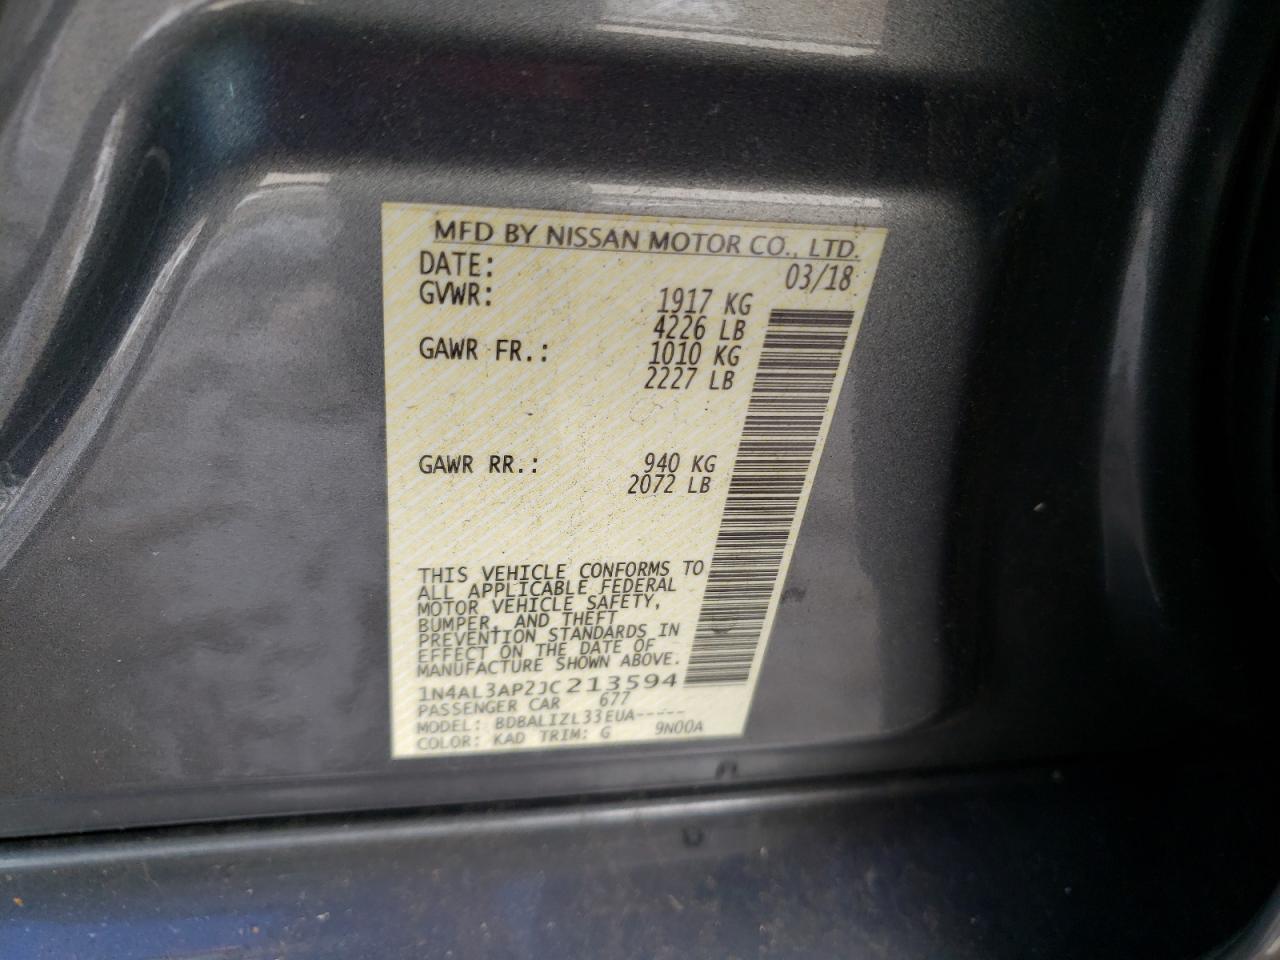 MFD BY NISSAN MOTOR CO., LTD.
DATE: 03/18
GVWR: 1917 KG
4226 LB
GAWR FR.: 1010 KG
2227 LB
GAWR RR.: 940 KG
2072 LB
THIS VEHICLE CONFORMS TO
ALL APPLICABLE FEDERAL
MOTOR VEHICLE SAFETY,
BUMPER, AND THEFT
PREVENTION STANDARDS IN
EFFECT ON THE DATE OF
MANUFACTURE SHOWN ABOVE.
1N4AL3AP2JC213594
PASSENGER CAR 677
MODEL: BDBALIZL33EUA-----
COLOR: KAD TRIM: G 9N00A